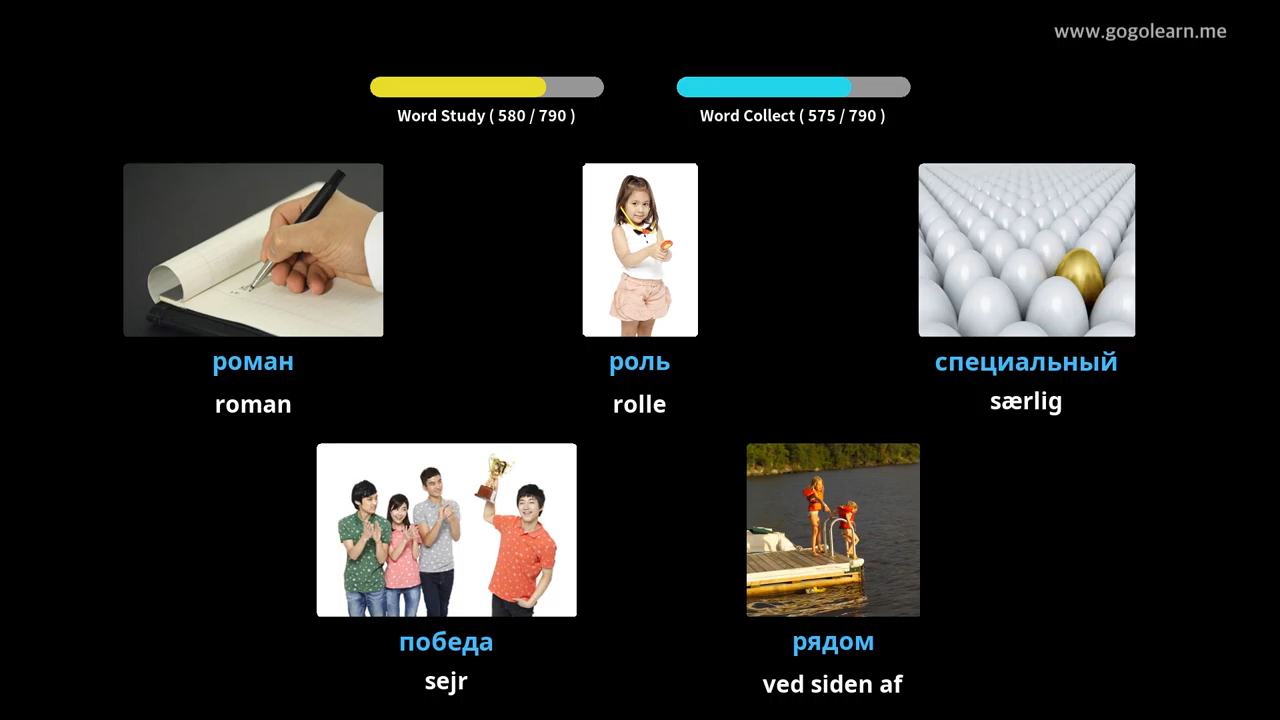 www.gogolearn.me
Word Study ( 580 / 790 )
Word Collect ( 575 / 790 )
роман
roman
роль
rolle
специальный
særlig
победа
sejr
рядом
ved siden af